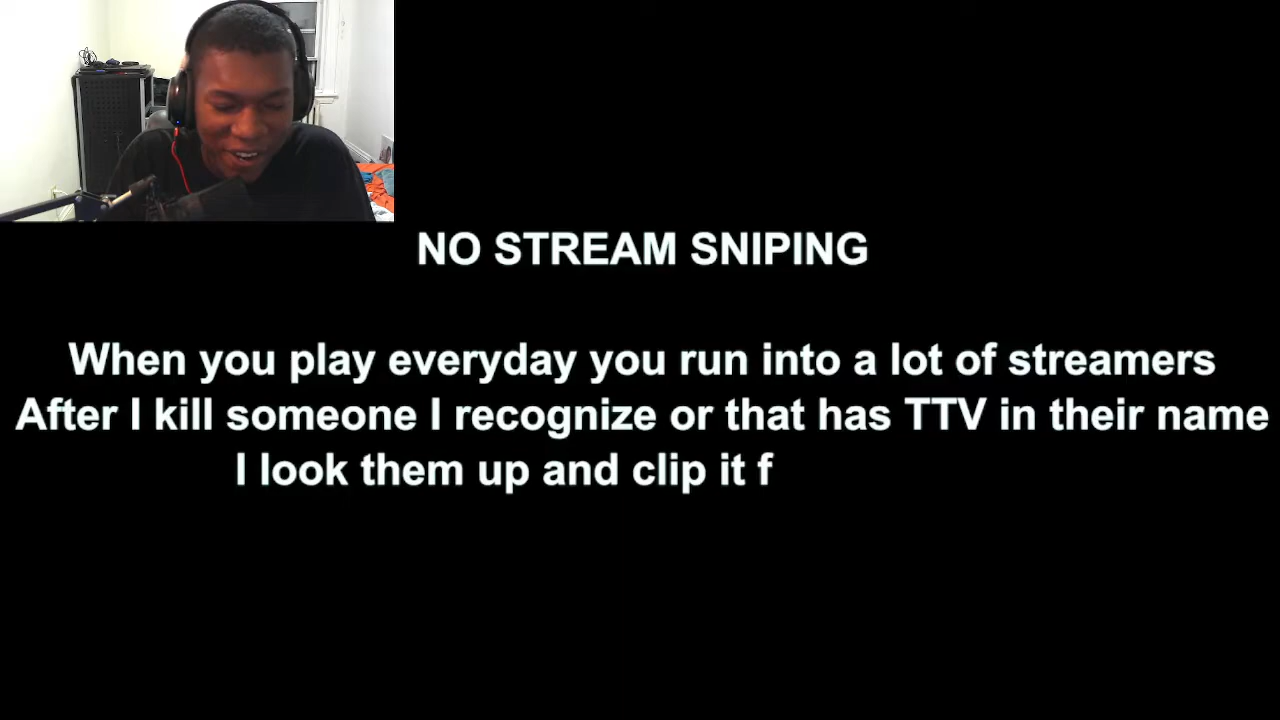 NO STREAM SNIPING
When you play everyday you run into a lot of streamers
After I kill someone I recognize or that has TTV in their name
I look them up and clip it f